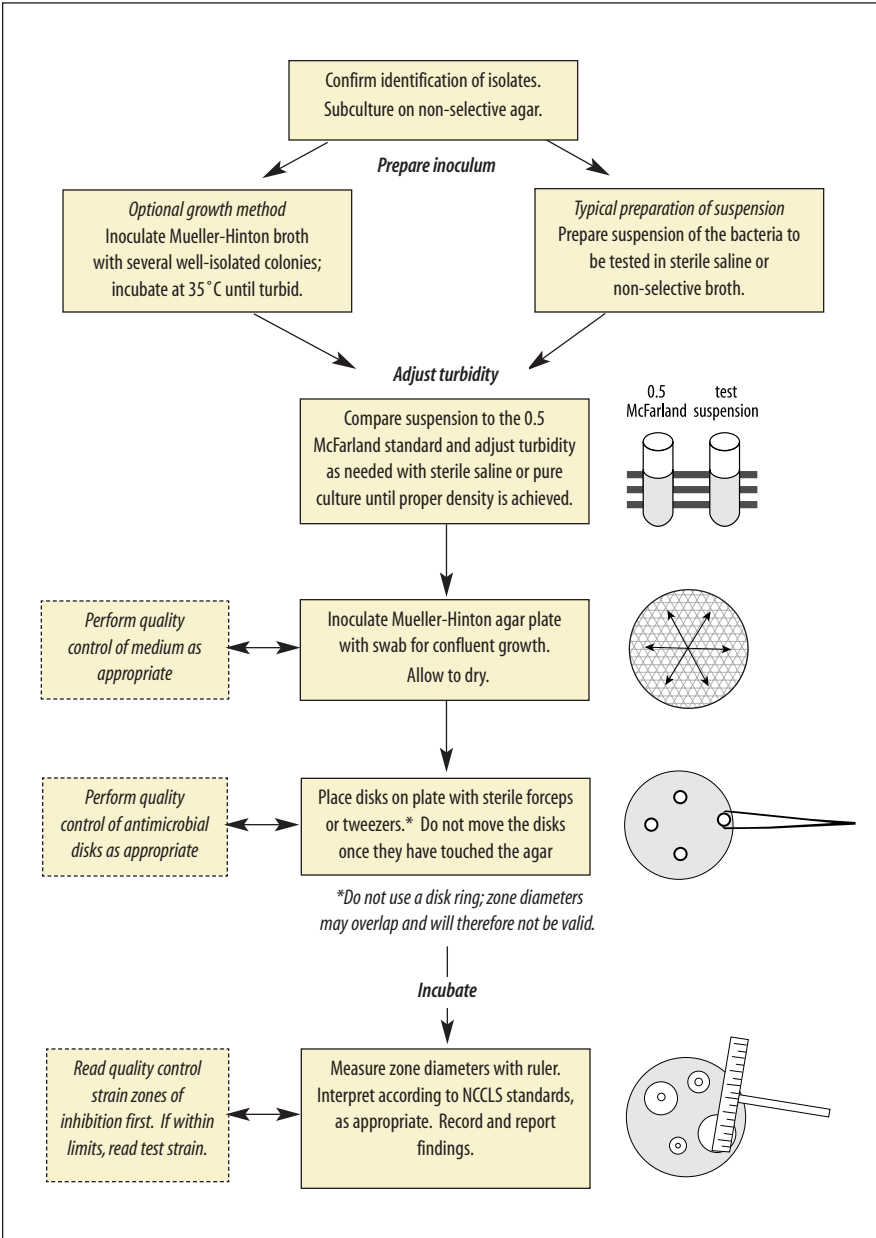 Confirm identification of isolates.
Subculture on non-selective agar.
Prepare inoculum
Optional growth method
Inoculate Mueller-Hinton broth
with several well-isolated colonies;
incubate at 35˚C until turbid.
Typical preparation of suspension
Prepare suspension of the bacteria to
be tested in sterile saline or
non-selective broth.
Adjust turbidity
Compare suspension to the 0.5
McFarland standard and adjust turbidity
as needed with sterile saline or pure
culture until proper density is achieved.
0.5
McFarland
test
suspension
Perform quality
control of medium as
appropriate
Inoculate Mueller-Hinton agar plate
with swab for confluent growth.
Allow to dry.
Perform quality
control of antimicrobial
disks as appropriate
Place disks on plate with sterile forceps
or tweezers.* Do not move the disks
once they have touched the agar
*Do not use a disk ring; zone diameters
may overlap and will therefore not be valid.
Incubate
Read quality control
strain zones of
inhibition first. If within
limits, read test strain.
Measure zone diameters with ruler.
Interpret according to NCCLS standards,
as appropriate. Record and report
findings.